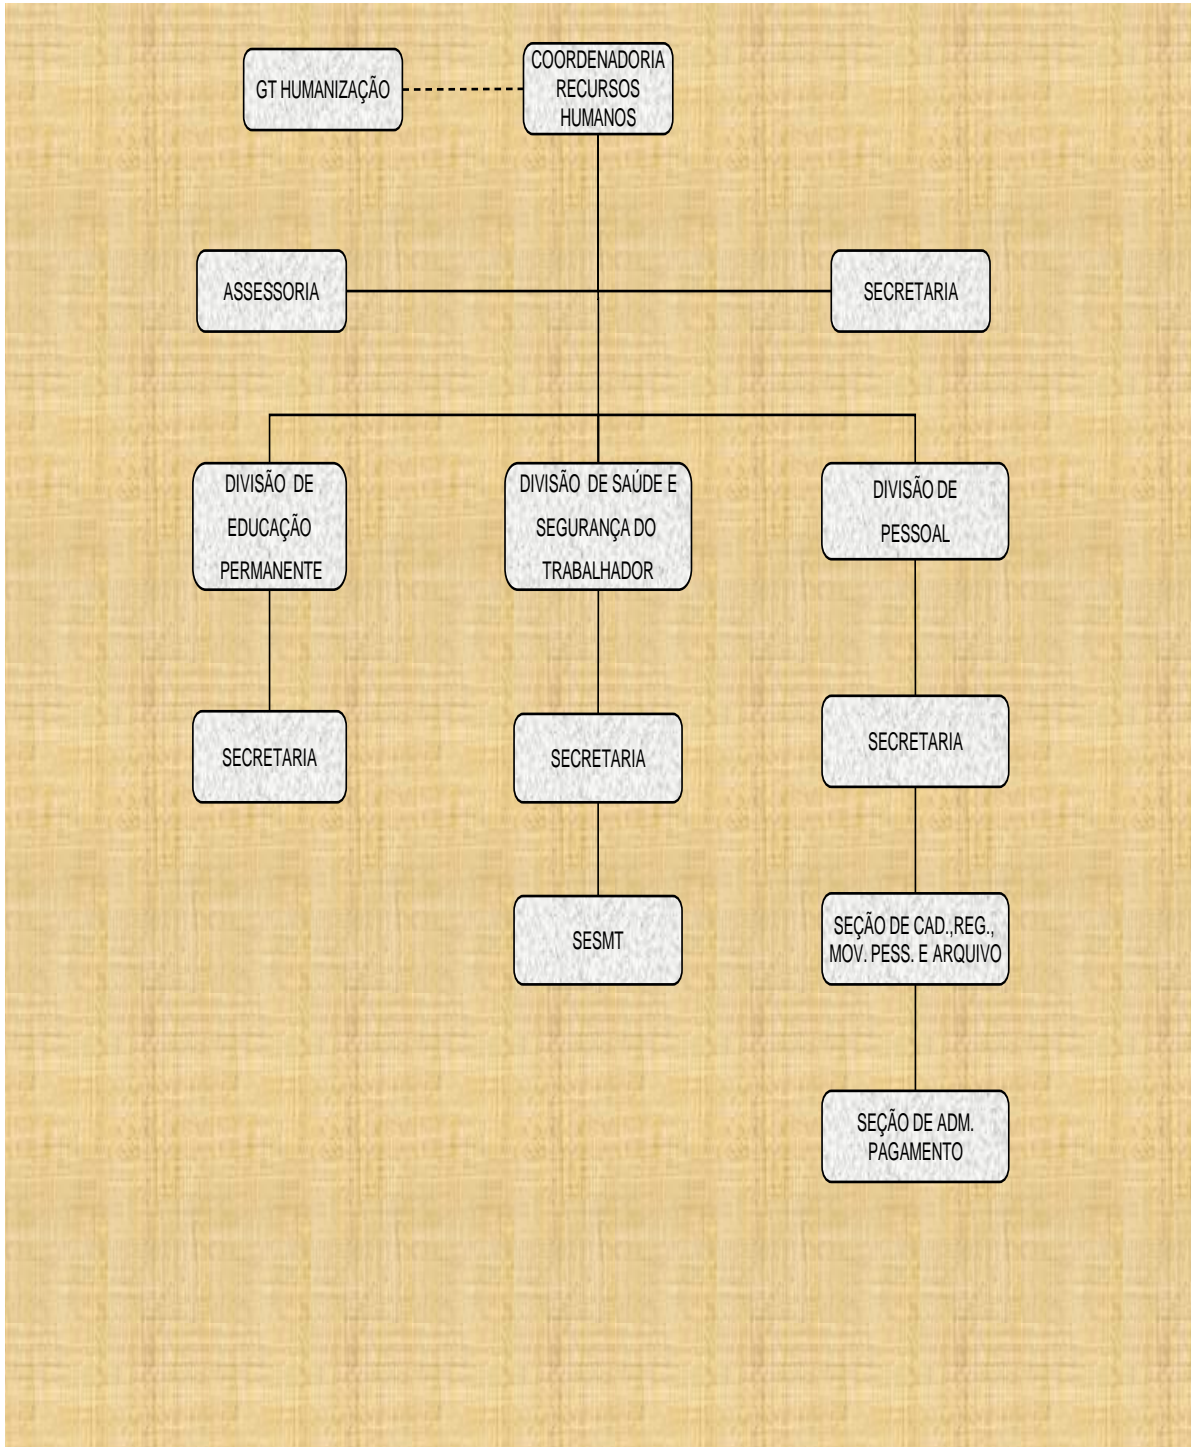 GT HUMANIZAÇÃO
COORDENADORIA
RECURSOS
HUMANOS
ASSESSORIA
SECRETARIA
DIVISÃO DE
EDUCAÇÃO
PERMANENTE
DIVISÃO DE SAÚDE E
SEGURANÇA DO
TRABALHADOR
DIVISÃO DE
PESSOAL
SECRETARIA
SECRETARIA
SECRETARIA
SESMT
SEÇÃO DE CAD.,REG.,
MOV. PESS. E ARQUIVO
SEÇÃO DE ADM.
PAGAMENTO